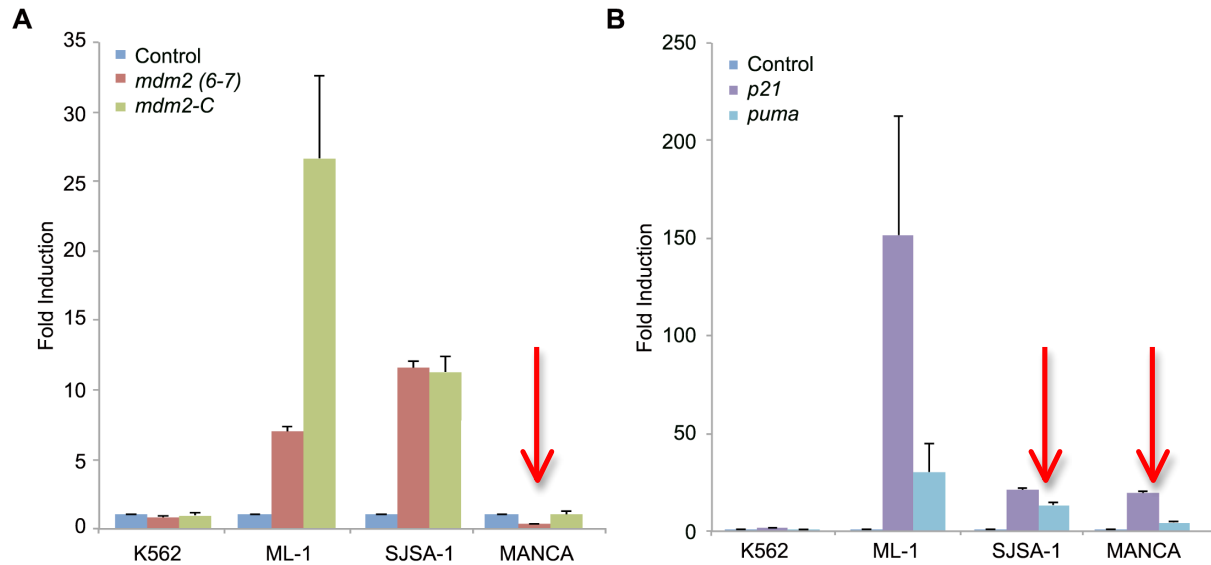 A
35
30
25
20
15
10
5
0
Fold Induction
Control
mdm2 (6-7)
mdm2-C
K562 ML-1 SJSA-1 MANCA
B
250
200
150
100
50
0
Fold Induction
Control
p21
puma
K562 ML-1 SJSA-1 MANCA